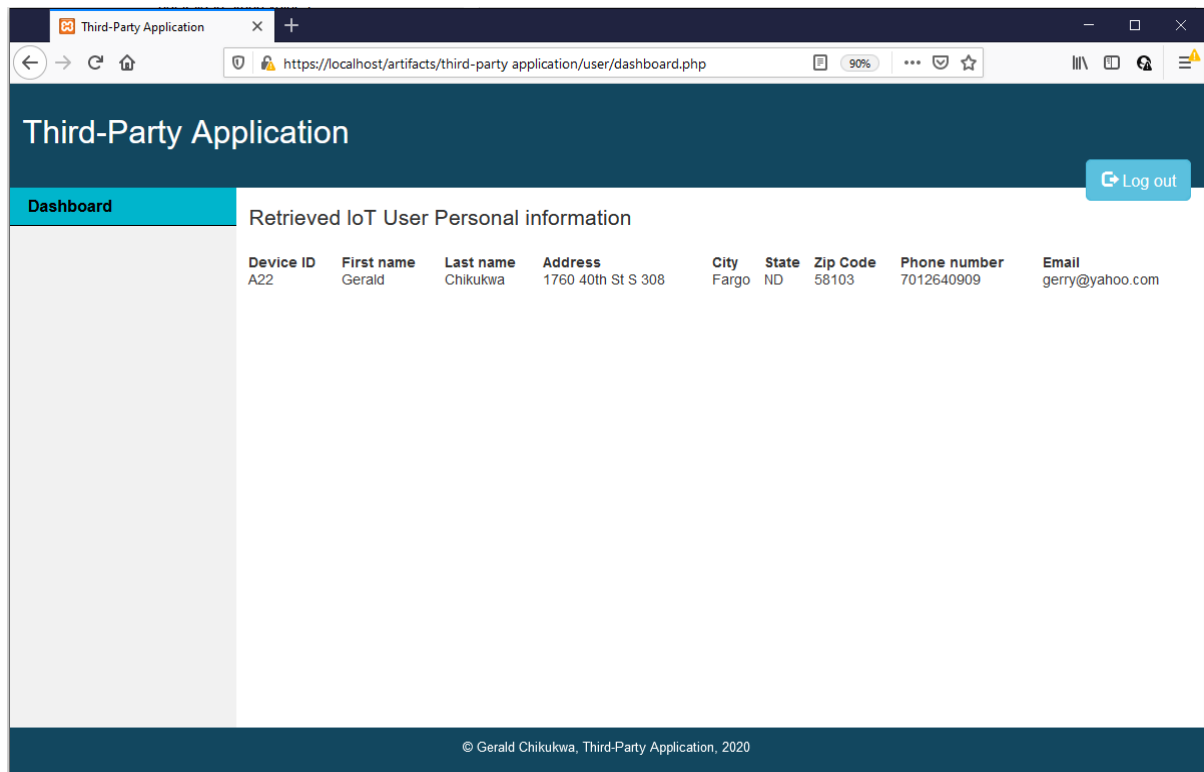 Third-Party Application
https://localhost/artifacts/third-party application/user/dashboard.php
90%
Third-Party Application
Log out
Dashboard
Retrieved IoT User Personal information
Device ID First name Last name Address City State Zip Code Phone number Email
A22 Gerald Chikukwa 1760 40th St S 308 Fargo ND 58103 7012640909 gerry@yahoo.com
© Gerald Chikukwa, Third-Party Application, 2020